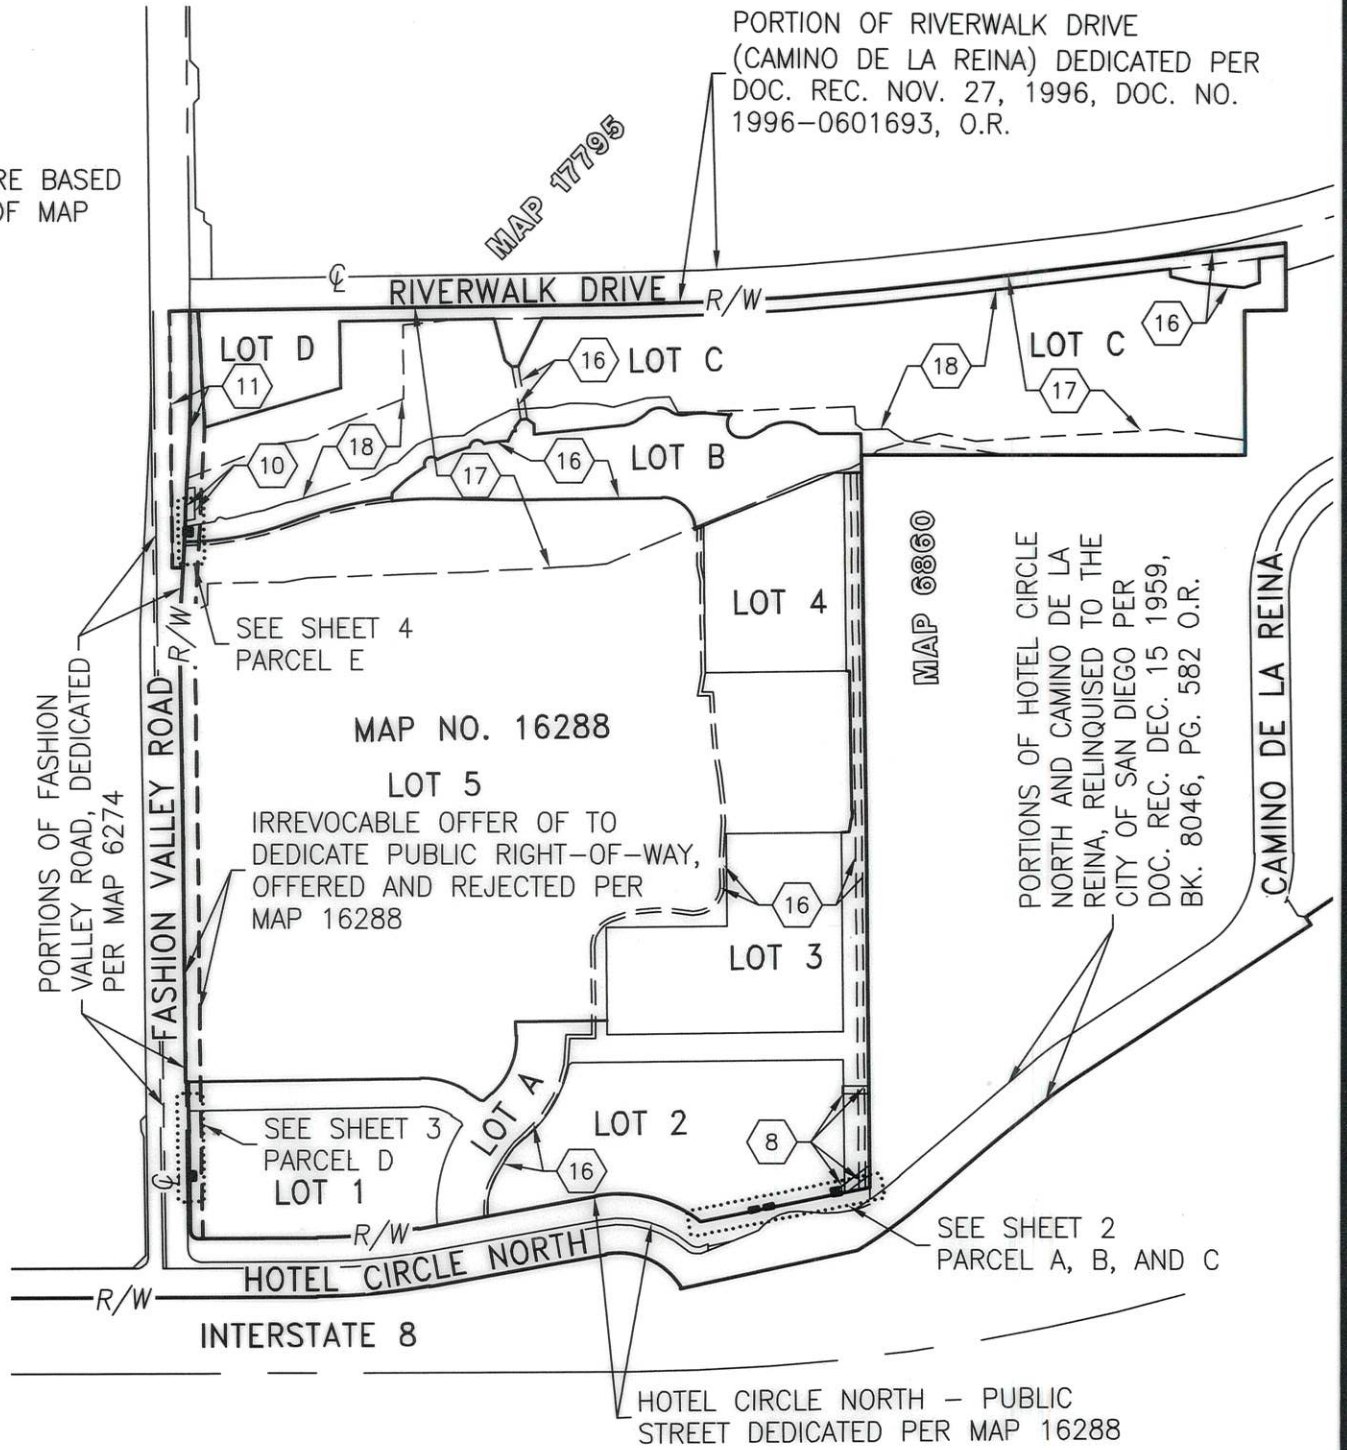 PORTION OF RIVERWALK DRIVE
(CAMINO DE LA REINA) DEDICATED PER
DOC. REC. NOV. 27, 1996, DOC. NO.
1996-0601693, O.R.
RE BASED
OF MAP
MAP 17795
℄
RIVERWALK DRIVE
R/W
LOT D
11
16
LOT C
18
LOT C
17
16
10
18
17
16
LOT B
SEE SHEET 4
PARCEL E
R/W
LOT 4
MAP 6860
PORTIONS OF HOTEL CIRCLE
NORTH AND CAMINO DE LA
REINA, RELINQUISED TO THE
CITY OF SAN DIEGO PER
DOC. REC. DEC. 15 1959,
BK. 8046, PG. 582 O.R.
CAMINO DE LA REINA
PORTIONS OF FASHION
VALLEY ROAD, DEDICATED
PER MAP 6274
FASHION VALLEY ROAD
MAP NO. 16288
LOT 5
IRREVOCABLE OFFER OF TO
DEDICATE PUBLIC RIGHT-OF-WAY,
OFFERED AND REJECTED PER
MAP 16288
16
LOT 3
LOT A
LOT 2
8
16
SEE SHEET 3
PARCEL D
LOT 1
℄
R/W
SEE SHEET 2
PARCEL A, B, AND C
HOTEL CIRCLE NORTH
R/W
INTERSTATE 8
HOTEL CIRCLE NORTH - PUBLIC
STREET DEDICATED PER MAP 16288